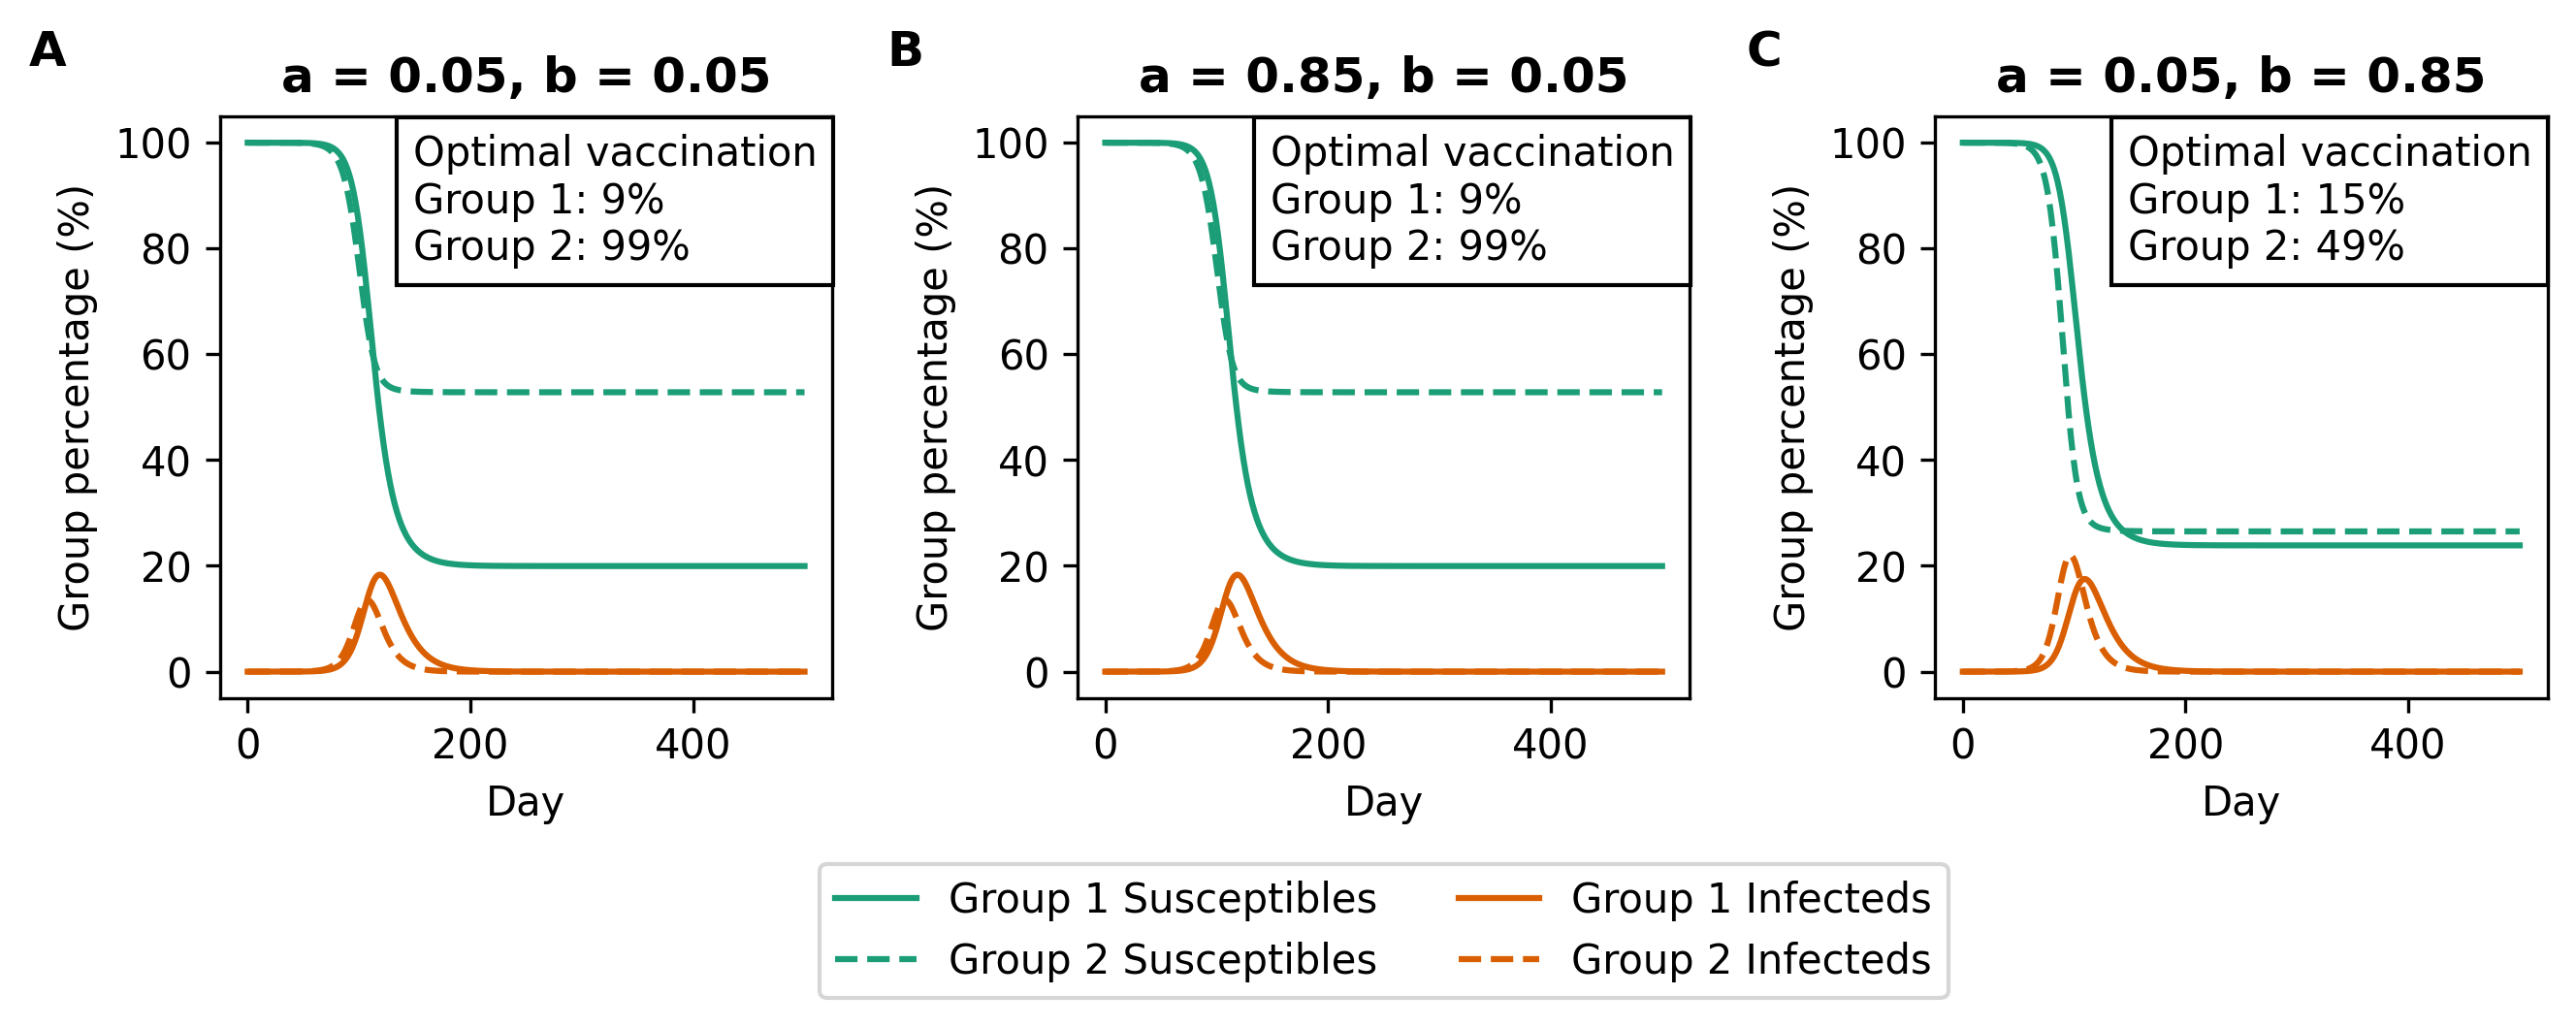 A
a = 0.05, b = 0.05
Optimal vaccination
Group 1: 9%
Group 2: 99%
Group percentage (%)
100
80
60
40
20
0
0
200
400
Day
B
a = 0.85, b = 0.05
Optimal vaccination
Group 1: 9%
Group 2: 99%
Group percentage (%)
100
80
60
40
20
0
0
200
400
Day
C
a = 0.05, b = 0.85
Optimal vaccination
Group 1: 15%
Group 2: 49%
Group percentage (%)
100
80
60
40
20
0
0
200
400
Day
Group 1 Susceptibles
Group 2 Susceptibles
Group 1 Infecteds
Group 2 Infecteds